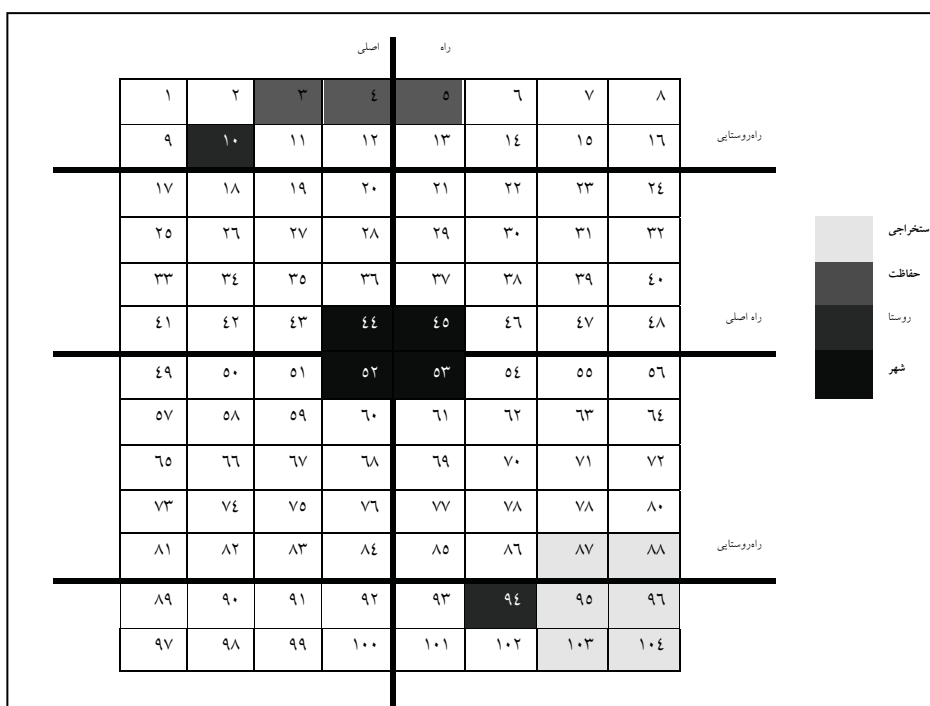 راه اصلی
١ ٢ ٣ ٤ ٥ ٦ ٧ ٨
٩ ١٠ ١١ ١٢ ١٣ ١٤ ١٥ ١٦ راه‌روستایی
١٧ ١٨ ١٩ ٢٠ ٢١ ٢٢ ٢٣ ٢٤
٢٥ ٢٦ ٢٧ ٢٨ ٢٩ ٣٠ ٣١ ٣٢
٣٣ ٣٤ ٣٥ ٣٦ ٣٧ ٣٨ ٣٩ ٤٠
٤١ ٤٢ ٤٣ ٤٤ ٤٥ ٤٦ ٤٧ ٤٨ راه اصلی
٤٩ ٥٠ ٥١ ٥٢ ٥٣ ٥٤ ٥٥ ٥٦
٥٧ ٥٨ ٥٩ ٦٠ ٦١ ٦٢ ٦٣ ٦٤
٦٥ ٦٦ ٦٧ ٦٨ ٦٩ ٧٠ ٧١ ٧٢
٧٣ ٧٤ ٧٥ ٧٦ ٧٧ ٧٨ ٧٨ ٨٠
٨١ ٨٢ ٨٣ ٨٤ ٨٥ ٨٦ ٨٧ ٨٨ راه‌روستایی
٨٩ ٩٠ ٩١ ٩٢ ٩٣ ٩٤ ٩٥ ٩٦
٩٧ ٩٨ ٩٩ ١٠٠ ١٠١ ١٠٢ ١٠٣ ١٠٤
ستخراجی
حفاظت
روستا
شهر